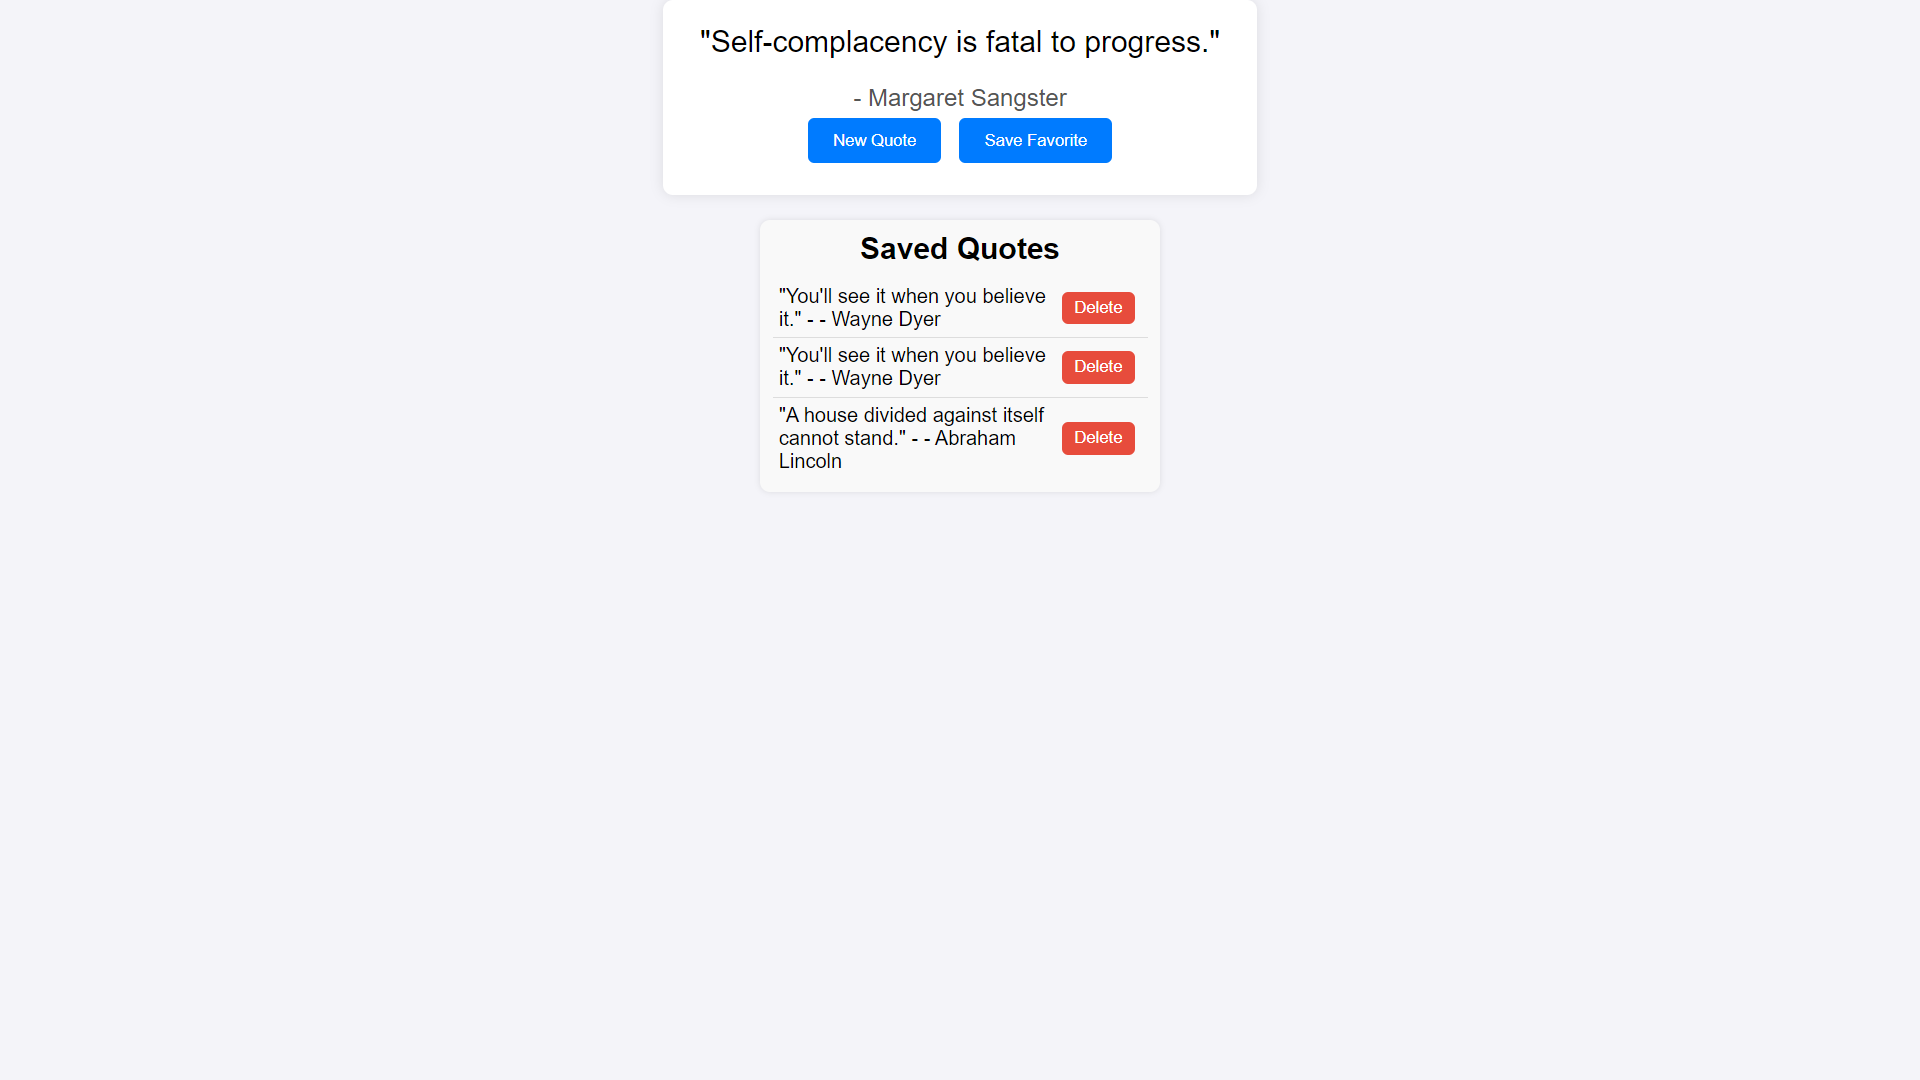 "Self-complacency is fatal to progress."
- Margaret Sangster
New Quote Save Favorite
Saved Quotes
"You'll see it when you believe
it." - - Wayne Dyer
Delete
"You'll see it when you believe
it." - - Wayne Dyer
Delete
"A house divided against itself
cannot stand." - - Abraham
Lincoln
Delete